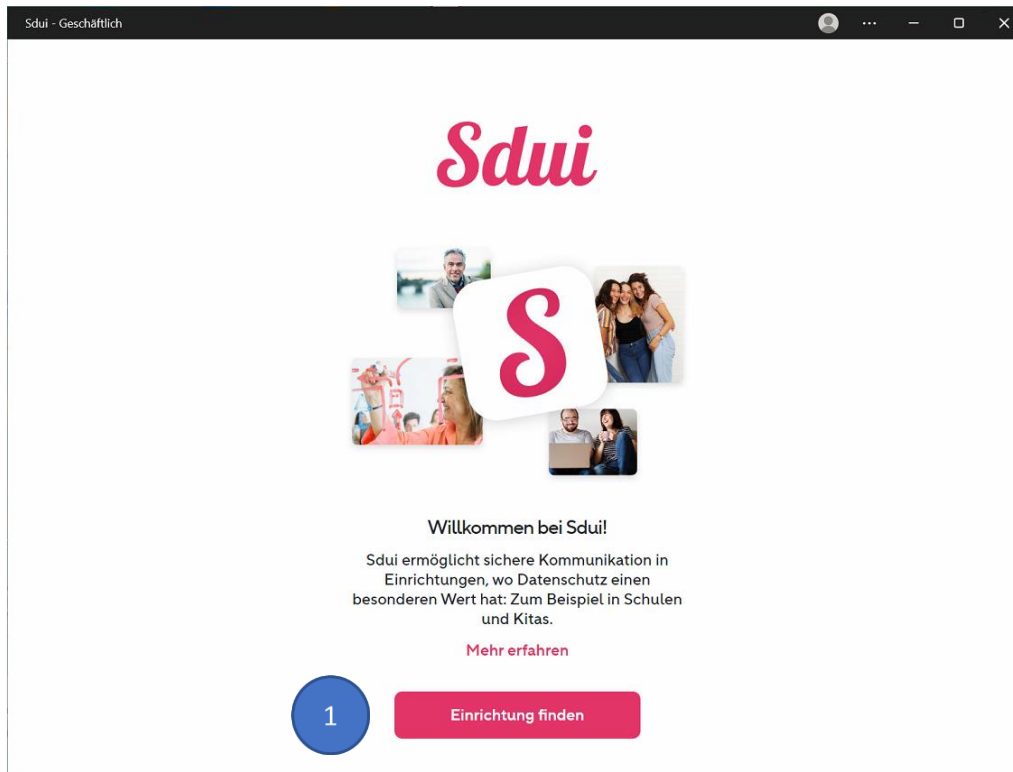 Sdui - Geschäftlich
Sdui
S
Willkommen bei Sdui!
Sdui ermöglicht sichere Kommunikation in
Einrichtungen, wo Datenschutz einen
besonderen Wert hat: Zum Beispiel in Schulen
und Kitas.
Mehr erfahren
1
Einrichtung finden